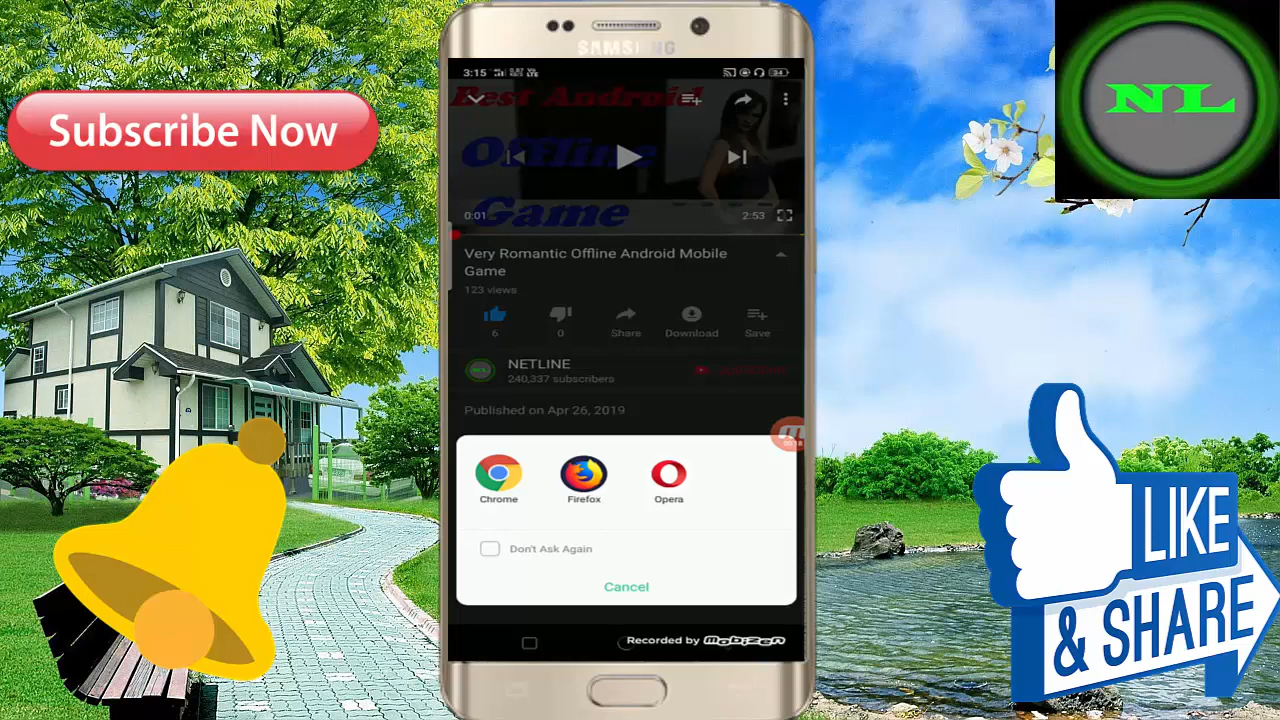 Subscribe Now
NL
SAMSUNG
3:15
LTE
34
Best Android
Offline
Game
0:01
2:53
Very Romantic Offline Android Mobile
Game
123 views
6
0
Share
Download
Save
NETLINE
240,337 subscribers
Published on Apr 26, 2019
Chrome
Firefox
Opera
Don't Ask Again
Cancel
Recorded by mobizen
LIKE
& SHARE